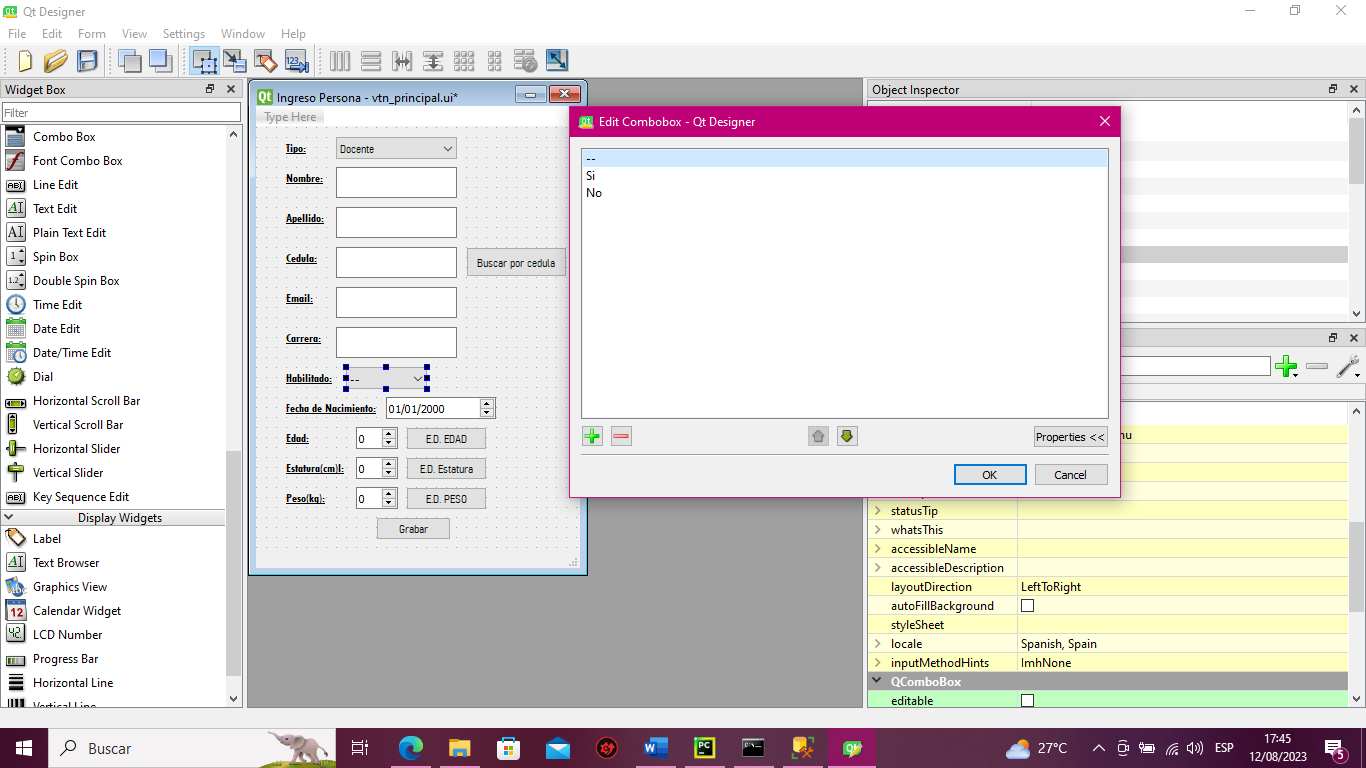 Qt Designer
File Edit Form View Settings Window Help
Widget Box
Filter
Combo Box
Font Combo Box
Line Edit
Text Edit
Plain Text Edit
Spin Box
Double Spin Box
Time Edit
Date Edit
Date/Time Edit
Dial
Horizontal Scroll Bar
Vertical Scroll Bar
Horizontal Slider
Vertical Slider
Key Sequence Edit
Display Widgets
Label
Text Browser
Graphics View
Calendar Widget
LCD Number
Progress Bar
Horizontal Line
Vertical Line
Ingreso Persona - vtn_principal.ui*
Type Here
Tipo: Docente
Nombre:
Apellido:
Cedula: Buscar por cedula
Email:
Carrera:
Habilitado: --
Fecha de Nacimiento: 01/01/2000
Edad: 0 E.D. EDAD
Estatura(cm)l: 0 E.D. Estatura
Peso(kg): 0 E.D. PESO
Grabar
Edit Combobox - Qt Designer
--
Si
No
Properties <<
OK Cancel
Object Inspector
nu
statusTip
whatsThis
accessibleName
accessibleDescription
layoutDirection LeftToRight
autoFillBackground
styleSheet
locale Spanish, Spain
inputMethodHints ImhNone
QComboBox
editable
Buscar
27°C
ESP
17:45
12/08/2023
5